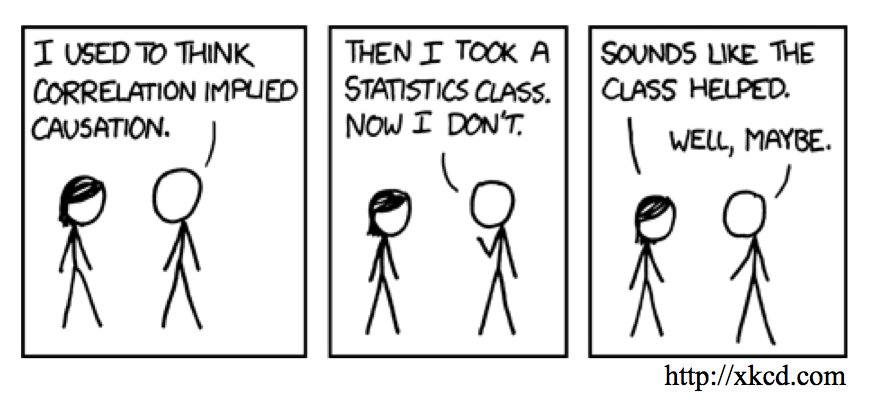 I USED TO THINK
CORRELATION IMPLIED
CAUSATION.
THEN I TOOK A
STATISTICS CLASS.
NOW I DON'T.
SOUNDS LIKE THE
CLASS HELPED.
WELL, MAYBE.
http://xkcd.com